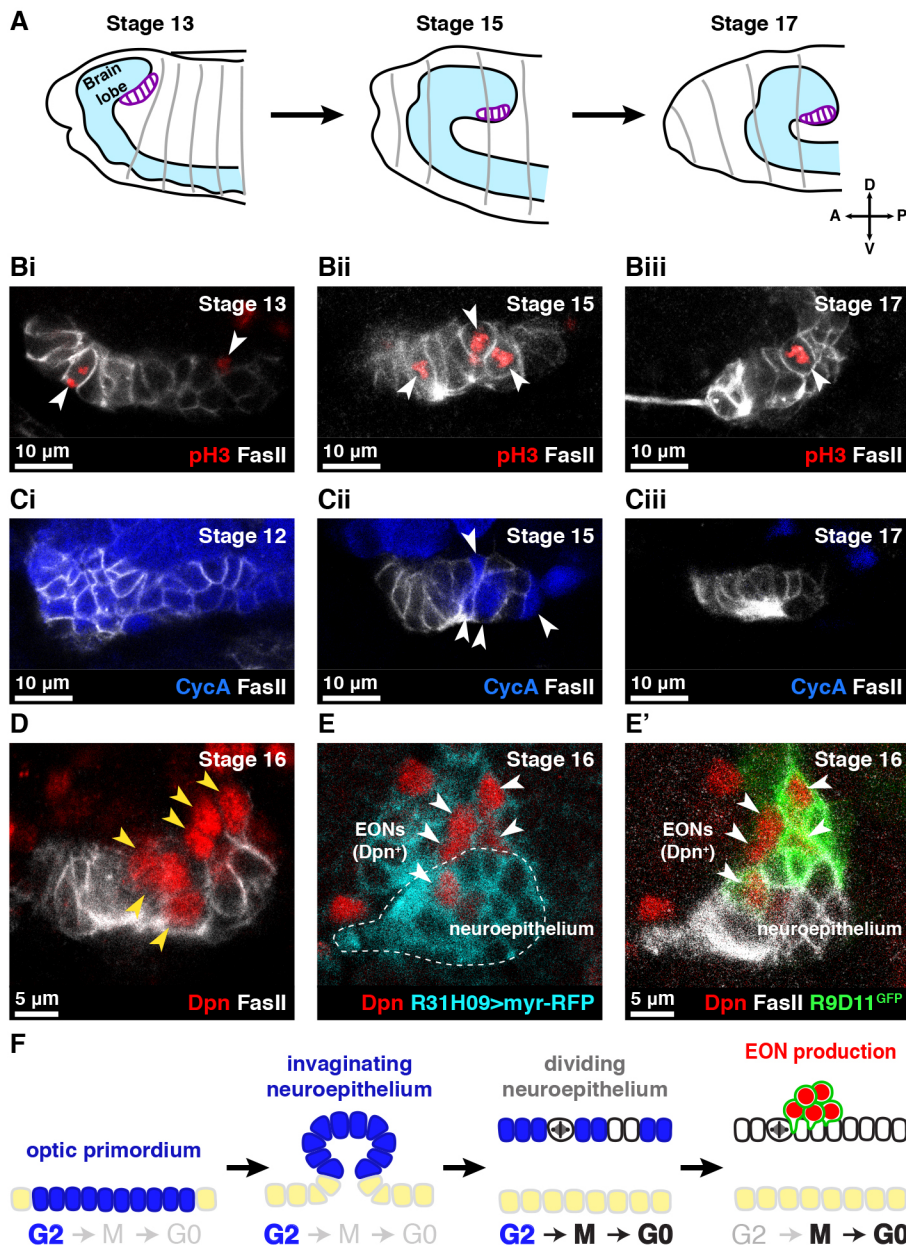 A
Stage 13
Stage 15
Stage 17
Brain
lobe
D
A
P
V
Bi
Bii
Biii
Stage 13
Stage 15
Stage 17
10 µm
pH3 FasII
10 µm
pH3 FasII
10 µm
pH3 FasII
Ci
Cii
Ciii
Stage 12
Stage 15
Stage 17
10 µm
CycA FasII
10 µm
CycA FasII
10 µm
CycA FasII
D
E
E’
Stage 16
Stage 16
Stage 16
EONs
(Dpn⁺)
EONs
(Dpn⁺)
neuroepithelium
neuroepithelium
5 µm
Dpn FasII
Dpn R31H09>myr-RFP
5 µm
Dpn FasII R9D11ᴳᶠᴾ
F
optic primordium
invaginating
neuroepithelium
dividing
neuroepithelium
EON production
G2 → M → G0
G2 → M → G0
G2 → M → G0
G2 → M → G0